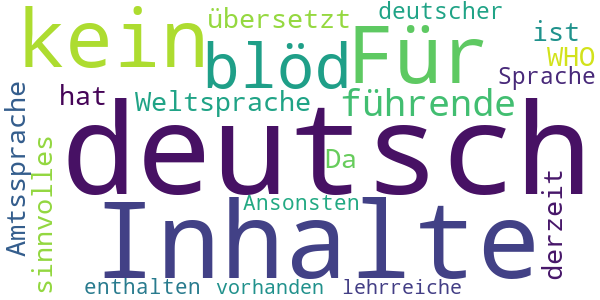 kein
übersetzt
deutscher
Für
ist
blöd
WHO
Sprache
hat
Weltsprache
führende
Amtssprache
deutsch
sinnvolles
Da
Inhalte
Ansonsten
derzeit
enthalten
vorhanden
lehrreiche